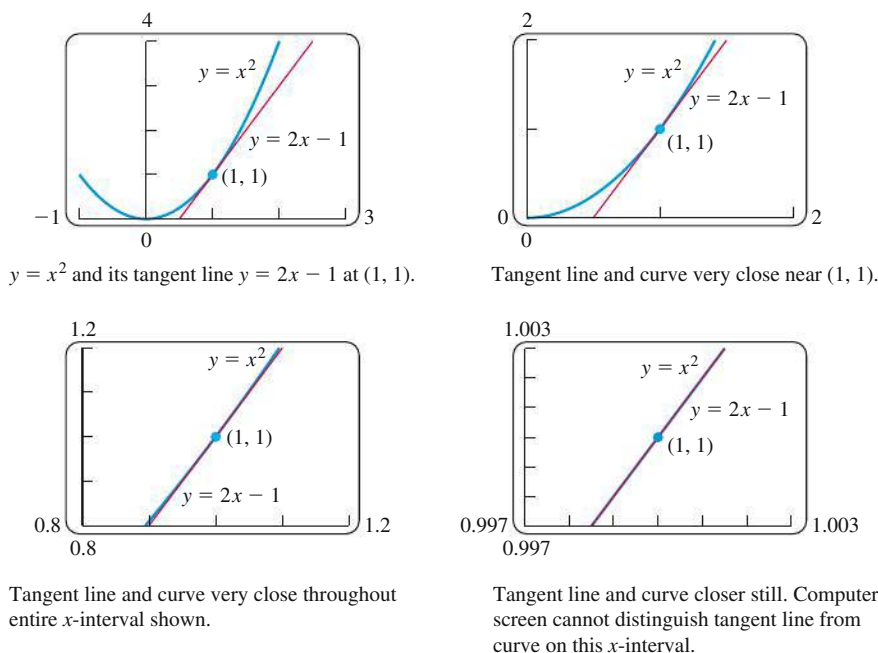 4
y = x²
y = 2x − 1
(1, 1)
−1
3
0
y = x² and its tangent line y = 2x − 1 at (1, 1).
2
y = x²
y = 2x − 1
(1, 1)
0
2
0
Tangent line and curve very close near (1, 1).
1.2
y = x²
(1, 1)
y = 2x − 1
0.8
1.2
0.8
Tangent line and curve very close throughout
entire x-interval shown.
1.003
y = x²
y = 2x − 1
(1, 1)
0.997
1.003
0.997
Tangent line and curve closer still. Computer
screen cannot distinguish tangent line from
curve on this x-interval.